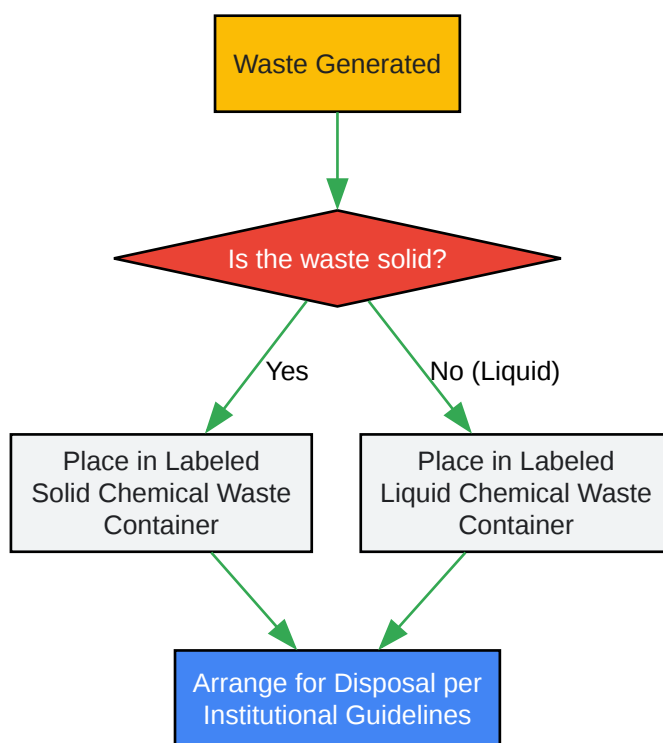 Waste Generated
Is the waste solid?
Yes
No (Liquid)
Place in Labeled
Solid Chemical Waste
Container
Place in Labeled
Liquid Chemical Waste
Container
Arrange for Disposal per
Institutional Guidelines